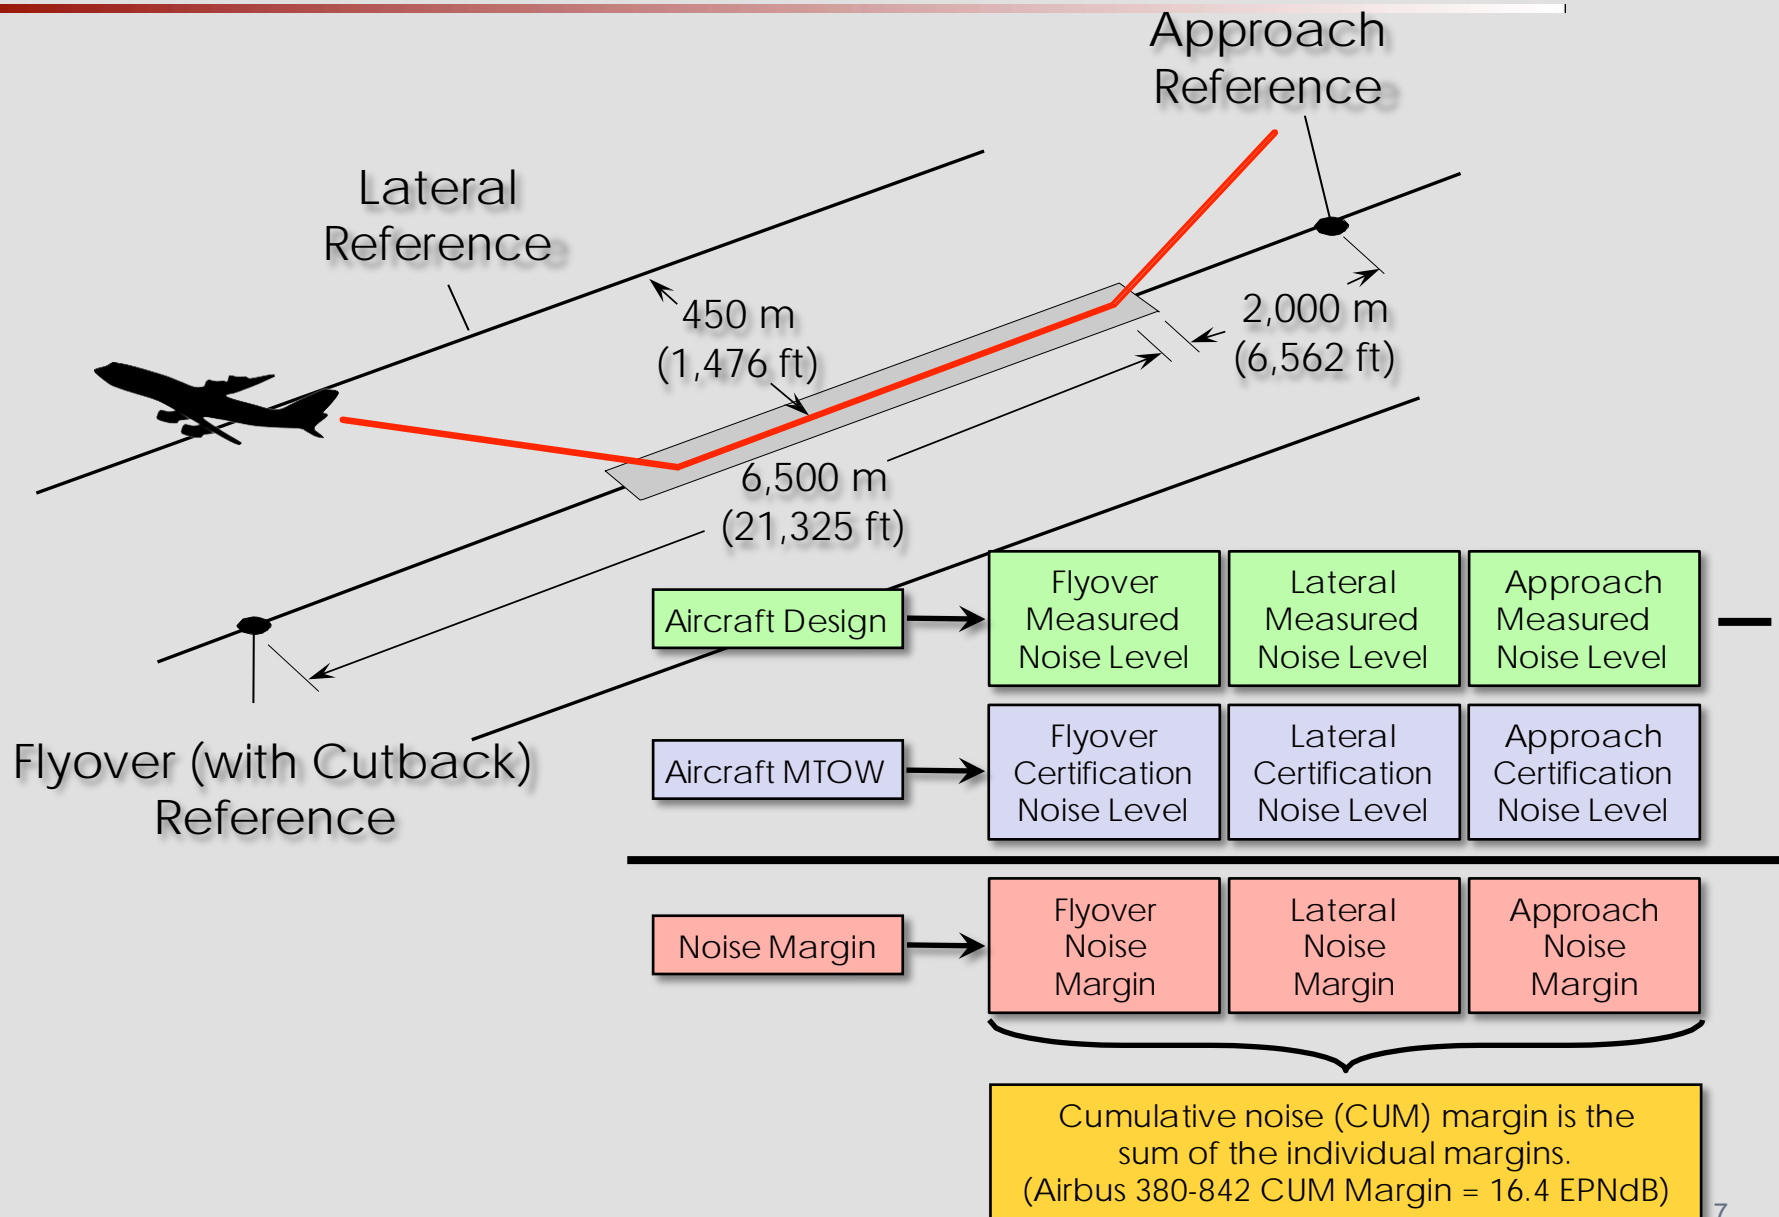 Approach
Reference
Lateral
Reference
450 m
(1,476 ft)
2,000 m
(6,562 ft)
6,500 m
(21,325 ft)
Flyover (with Cutback)
Reference
Aircraft Design
Flyover
Measured
Noise Level
Lateral
Measured
Noise Level
Approach
Measured
Noise Level
Aircraft MTOW
Flyover
Certification
Noise Level
Lateral
Certification
Noise Level
Approach
Certification
Noise Level
Noise Margin
Flyover
Noise
Margin
Lateral
Noise
Margin
Approach
Noise
Margin
Cumulative noise (CUM) margin is the
sum of the individual margins.
(Airbus 380-842 CUM Margin = 16.4 EPNdB)
7